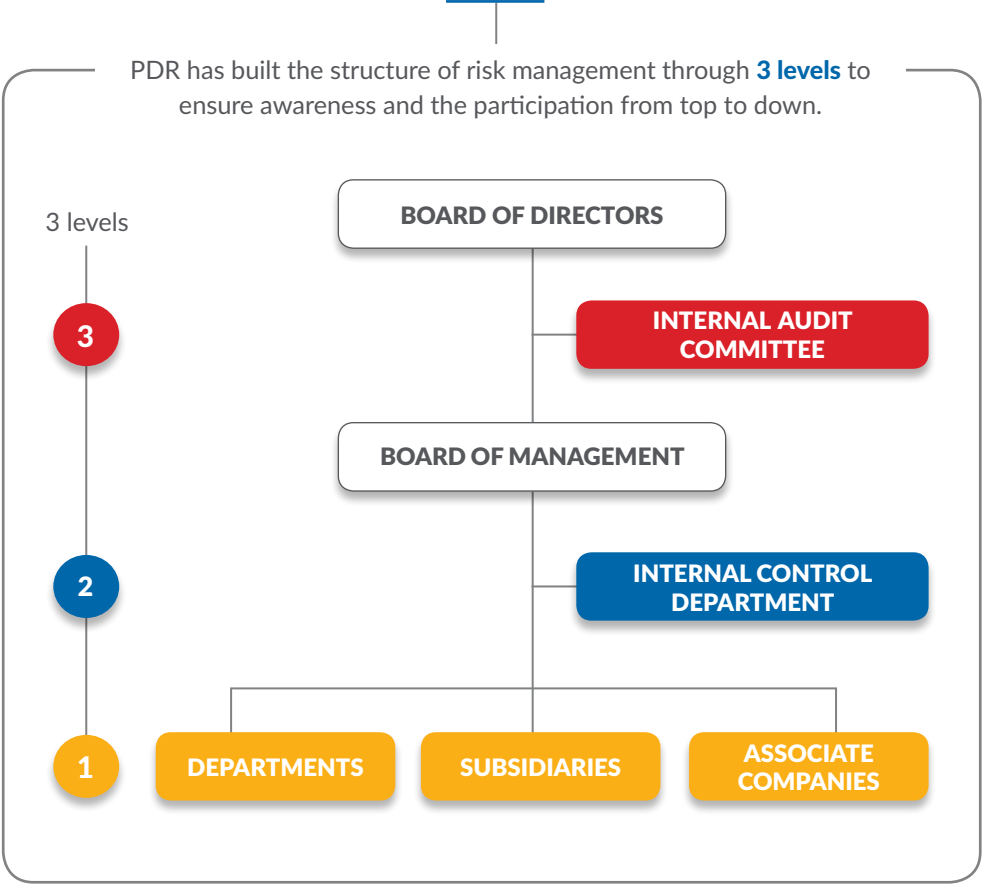 PDR has built the structure of risk management through 3 levels to
ensure awareness and the participation from top to down.
3 levels
BOARD OF DIRECTORS
3
INTERNAL AUDIT
COMMITTEE
BOARD OF MANAGEMENT
2
INTERNAL CONTROL
DEPARTMENT
1
DEPARTMENTS
SUBSIDIARIES
ASSOCIATE
COMPANIES